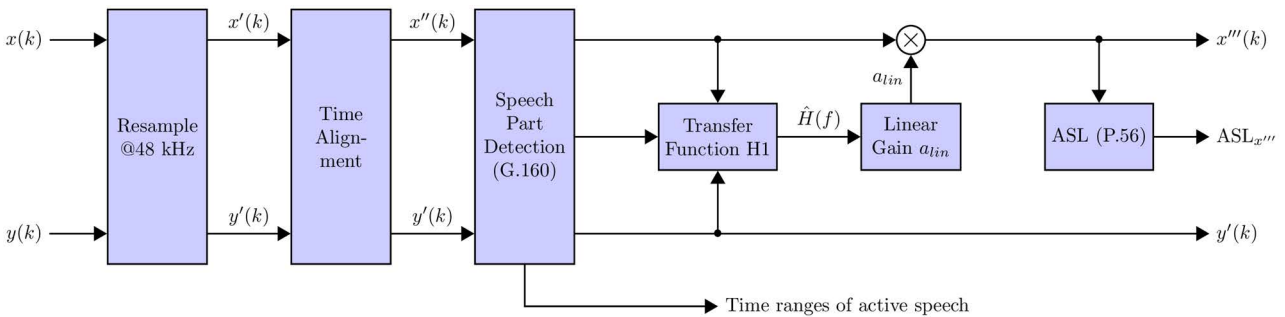 x(k)
Resample
@48 kHz
x′(k)
Time
Align-
ment
x′′(k)
Speech
Part
Detection
(G.160)
Transfer
Function H1
Ĥ(f)
a_lin
Linear
Gain a_lin
ASL (P.56)
x′′′(k)
ASL_x′′′
y(k)
y′(k)
y′(k)
y′(k)
Time ranges of active speech